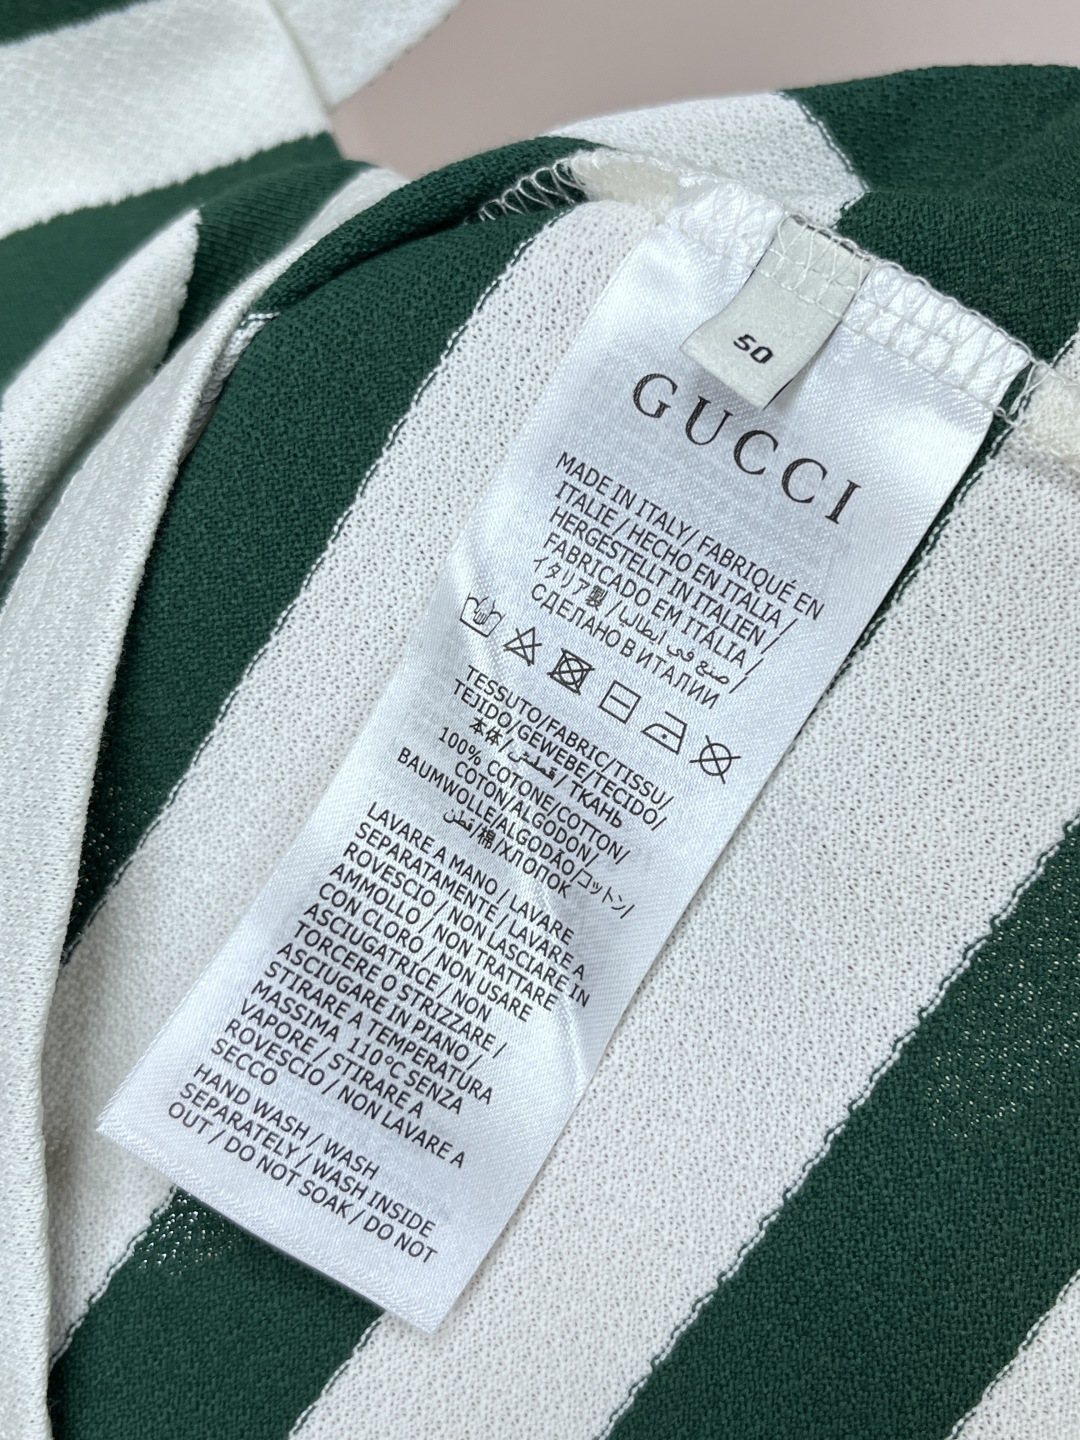 50
GUCCI
MADE IN ITALY / FABRIQUÉ EN
ITALIE / HECHO EN ITALIA /
HERGESTELLT IN ITALIEN /
FABRICADO EM ITÁLIA /
イタリア製 / صنع في ايطاليا /
СДЕЛАНО В ИТАЛИИ
TESSUTO/FABRIC/TISSU/
TEJIDO/GEWEBE/TECIDO/
本体/قطش/ТКАНЬ
100% COTONE/COTTON/
COTON/ALGODON/
BAUMWOLLE/ALGODÃO/コットン/
قطن/棉/ХЛОПОК
LAVARE A MANO / LAVARE
SEPARATAMENTE / LAVARE A
ROVESCIO / NON LASCIARE IN
AMMOLLO / NON TRATTARE
CON CLORO / NON USARE
ASCIUGATRICE / NON
TORCERE O STRIZZARE /
ASCIUGARE IN PIANO /
STIRARE A TEMPERATURA
MASSIMA 110°C SENZA
VAPORE / STIRARE A
ROVESCIO / NON LAVARE A
SECCO
HAND WASH / WASH
SEPARATELY / WASH INSIDE
OUT / DO NOT SOAK / DO NOT